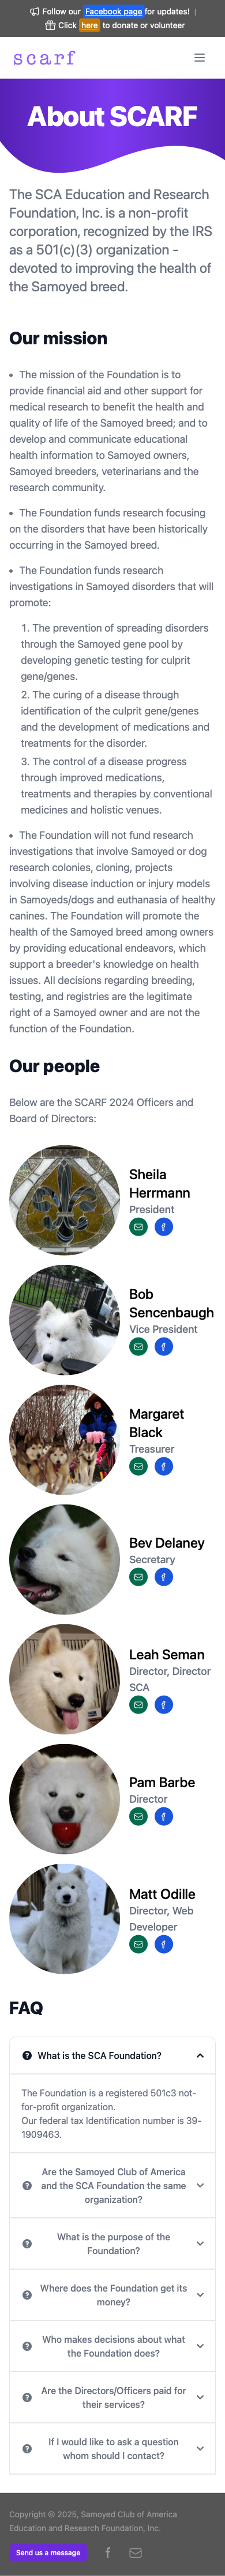 Follow our Facebook page for updates! |
Click here to donate or volunteer
scarf
About SCARF
The SCA Education and Research
Foundation, Inc. is a non-profit
corporation, recognized by the IRS
as a 501(c)(3) organization -
devoted to improving the health of
the Samoyed breed.
Our mission
• The mission of the Foundation is to
provide financial aid and other support for
medical research to benefit the health and
quality of life of the Samoyed breed; and to
develop and communicate educational
health information to Samoyed owners,
Samoyed breeders, veterinarians and the
research community.
• The Foundation funds research focusing
on the disorders that have been historically
occurring in the Samoyed breed.
• The Foundation funds research
investigations in Samoyed disorders that will
promote:
1. The prevention of spreading disorders
through the Samoyed gene pool by
developing genetic testing for culprit
gene/genes.
2. The curing of a disease through
identification of the culprit gene/genes
and the development of medications and
treatments for the disorder.
3. The control of a disease progress
through improved medications,
treatments and therapies by conventional
medicines and holistic venues.
• The Foundation will not fund research
investigations that involve Samoyed or dog
research colonies, cloning, projects
involving disease induction or injury models
in Samoyeds/dogs and euthanasia of healthy
canines. The Foundation will promote the
health of the Samoyed breed among owners
by providing educational endeavors, which
support a breeder's knowledge on health
issues. All decisions regarding breeding,
testing, and registries are the legitimate
right of a Samoyed owner and are not the
function of the Foundation.
Our people
Below are the SCARF 2024 Officers and
Board of Directors:
Sheila
Herrmann
President
Bob
Sencenbaugh
Vice President
Margaret
Black
Treasurer
Bev Delaney
Secretary
Leah Seman
Director, Director
SCA
Pam Barbe
Director
Matt Odille
Director, Web
Developer
FAQ
What is the SCA Foundation?
The Foundation is a registered 501c3 not-
for-profit organization.
Our federal tax Identification number is 39-
1909463.
Are the Samoyed Club of America
and the SCA Foundation the same
organization?
What is the purpose of the
Foundation?
Where does the Foundation get its
money?
Who makes decisions about what
the Foundation does?
Are the Directors/Officers paid for
their services?
If I would like to ask a question
whom should I contact?
Copyright © 2025, Samoyed Club of America
Education and Research Foundation, Inc.
Send us a message